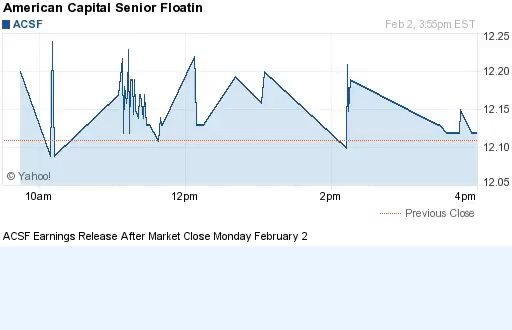 American Capital Senior Floatin
ACSF
Feb 2, 3:55pm EST
12.25
12.20
12.15
12.10
12.05
© Yahoo!
10am
12pm
2pm
4pm
Previous Close
ACSF Earnings Release After Market Close Monday February 2